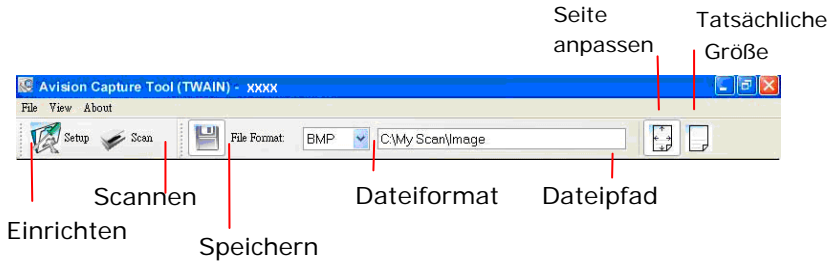 Seite
anpassen
Tatsächliche
Größe
Avision Capture Tool (TWAIN) - xxxx
File View About
Setup Scan File Format: BMP C:\My Scan\Image
Scannen
Dateiformat
Dateipfad
Einrichten
Speichern